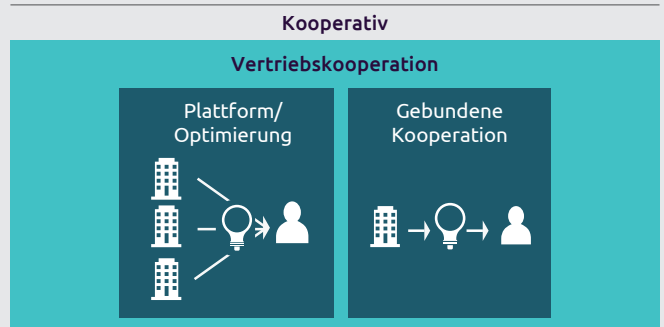 Kooperativ
Vertriebskooperation
Plattform/
Optimierung
Gebundene
Kooperation